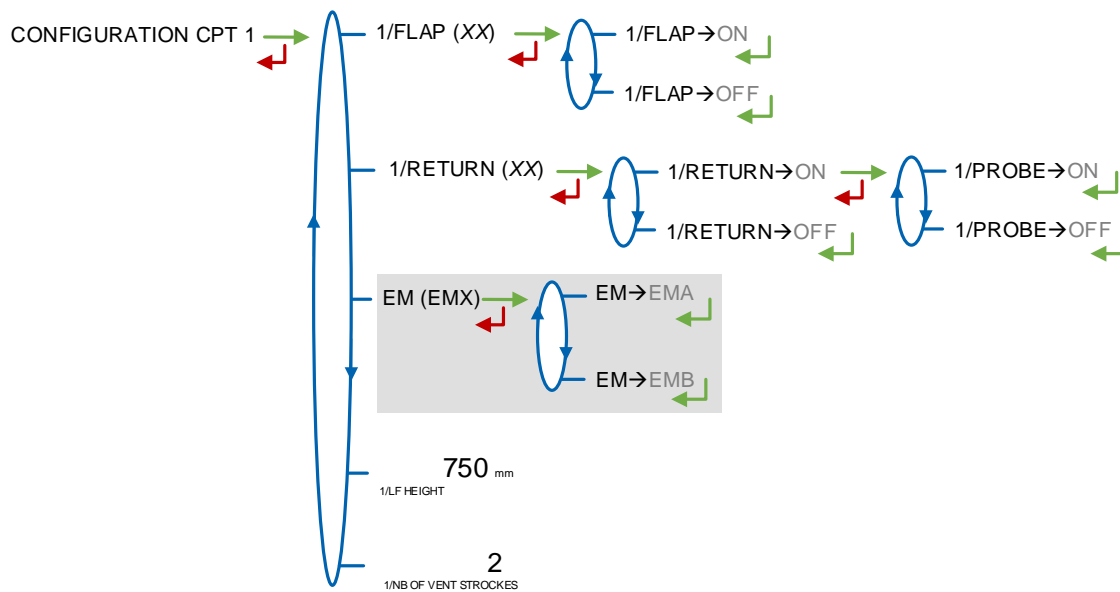 CONFIGURATION CPT 1
1/FLAP (XX)
1/FLAP→ON
1/FLAP→OFF
1/RETURN (XX)
1/RETURN→ON
1/RETURN→OFF
1/PROBE→ON
1/PROBE→OFF
EM (EMX)
EM→EMA
EM→EMB
750 mm
1/LF HEIGHT
2
1/NB OF VENT STROCKES